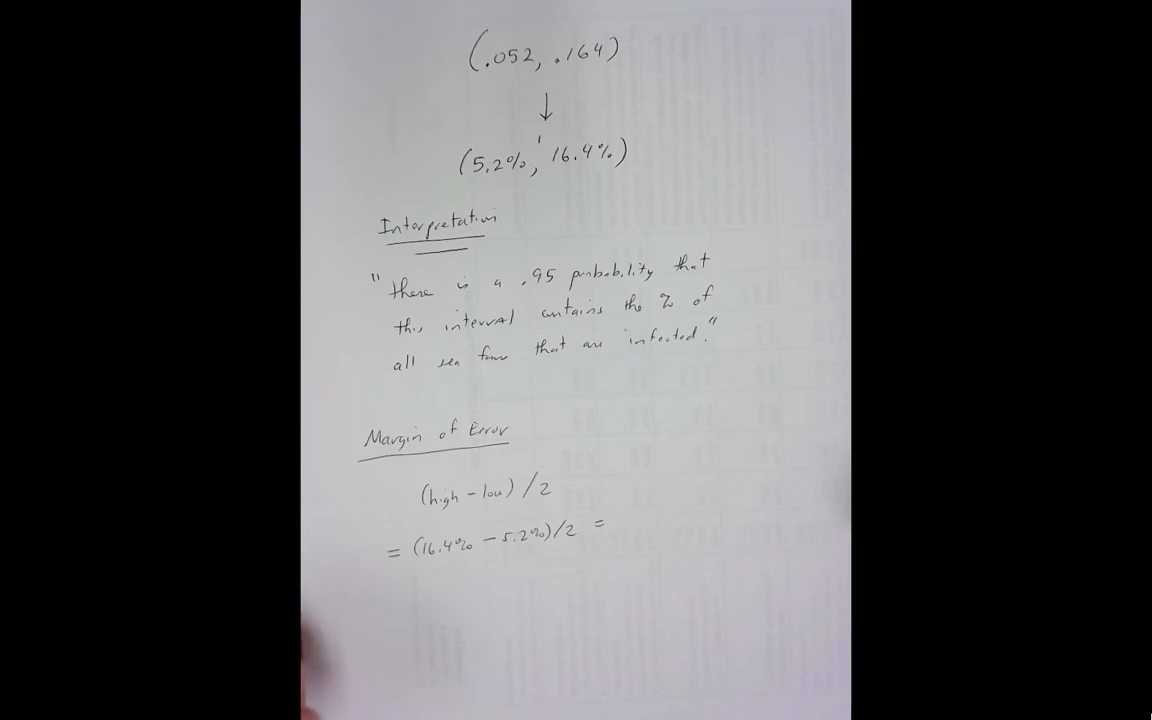 (.052, .164)
↓
(5.2%, 16.4%)
Interpretation
"there is a .95 probability that
this interval contains the % of
all sea fans that are infected."
Margin of Error
(high - low) / 2
= (16.4% - 5.2%)/2 =